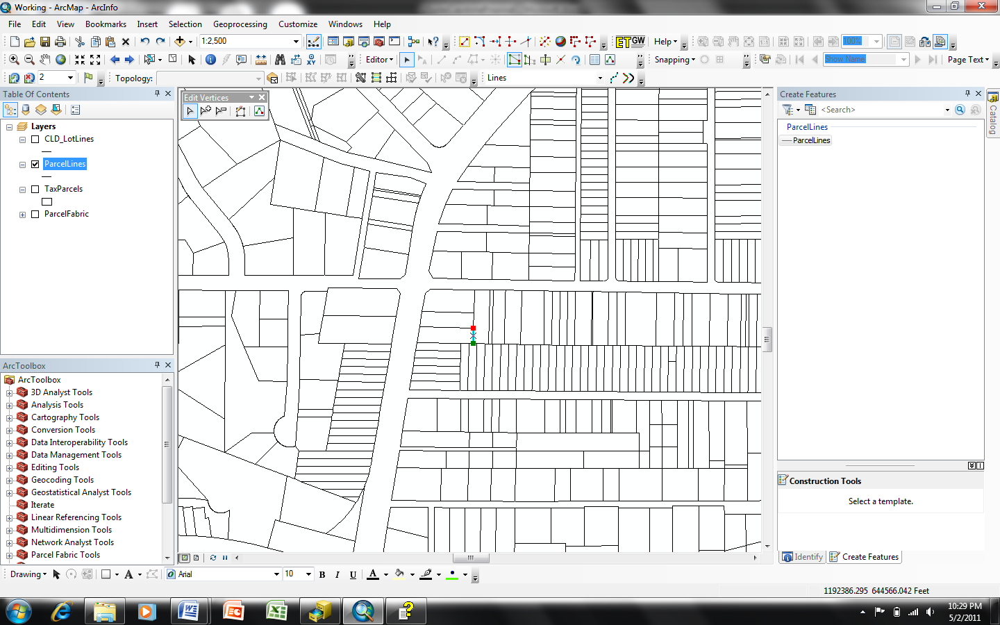 Working - ArcMap - ArcInfo
File Edit View Bookmarks Insert Selection Geoprocessing Customize Windows Help
1:2,500
ET GW Help
100%
Editor
Snapping
Show Name
Page Text
2
Topology:
Lines
Table Of Contents
Layers
CLD_LotLines
ParcelLines
TaxParcels
ParcelFabric
ArcToolbox
ArcToolbox
3D Analyst Tools
Analysis Tools
Cartography Tools
Conversion Tools
Data Interoperability Tools
Data Management Tools
Editing Tools
Geocoding Tools
Geostatistical Analyst Tools
Iterate
Linear Referencing Tools
Multidimension Tools
Network Analyst Tools
Parcel Fabric Tools
Edit Vertices
Create Features
<Search>
ParcelLines
ParcelLines
Catalog
Construction Tools
Select a template.
Identify
Create Features
Drawing
A
Arial
10
B I U A
1192386.295 644566.042 Feet
10:29 PM
5/2/2011